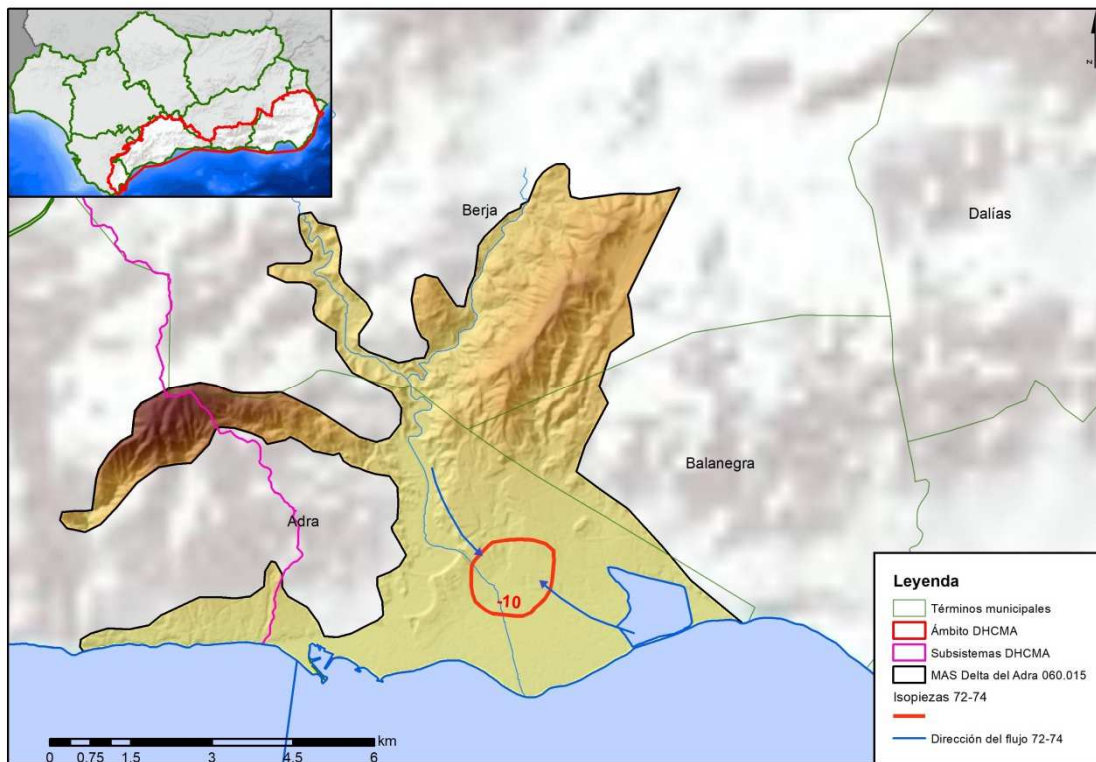 z
Berja
Dalías
Balanegra
Adra
-10
Leyenda
Términos municipales
Ámbito DHCMA
Subsistemas DHCMA
MAS Delta del Adra 060.015
Isopiezas 72-74
Dirección del flujo 72-74
km
0 0.75 1.5 3 4.5 6